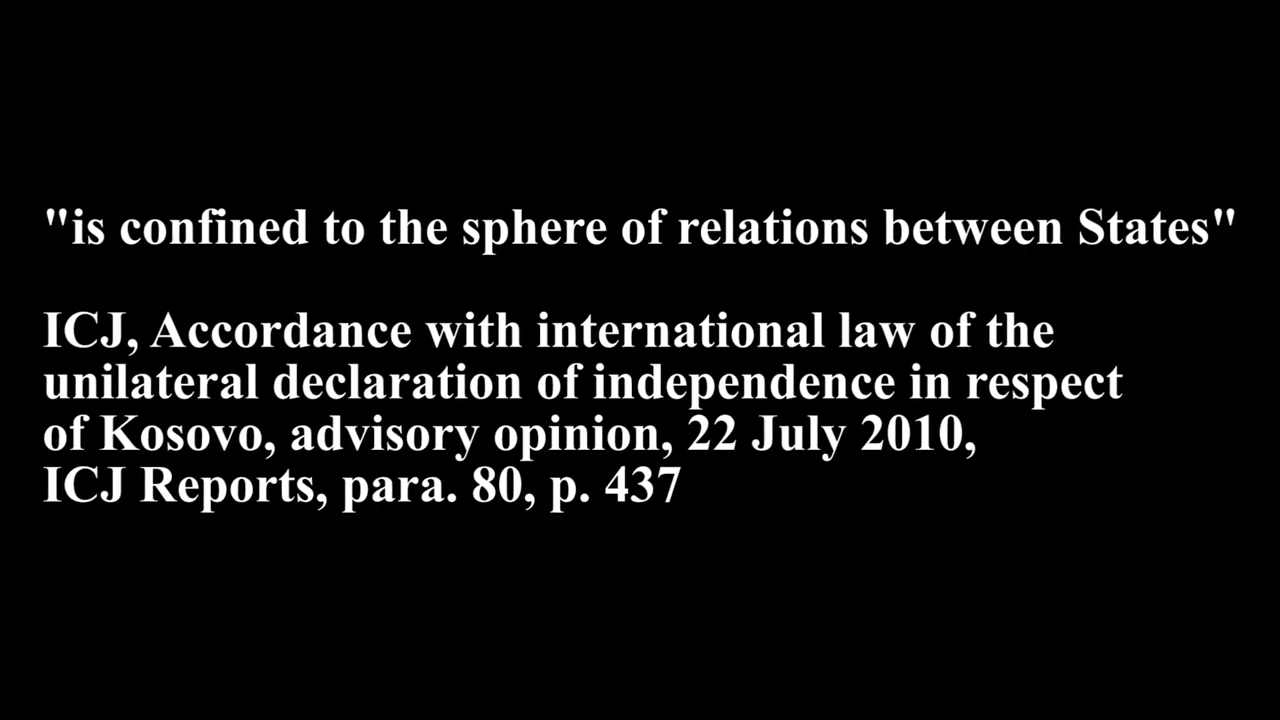 "is confined to the sphere of relations between States"
ICJ, Accordance with international law of the
unilateral declaration of independence in respect
of Kosovo, advisory opinion, 22 July 2010,
ICJ Reports, para. 80, p. 437